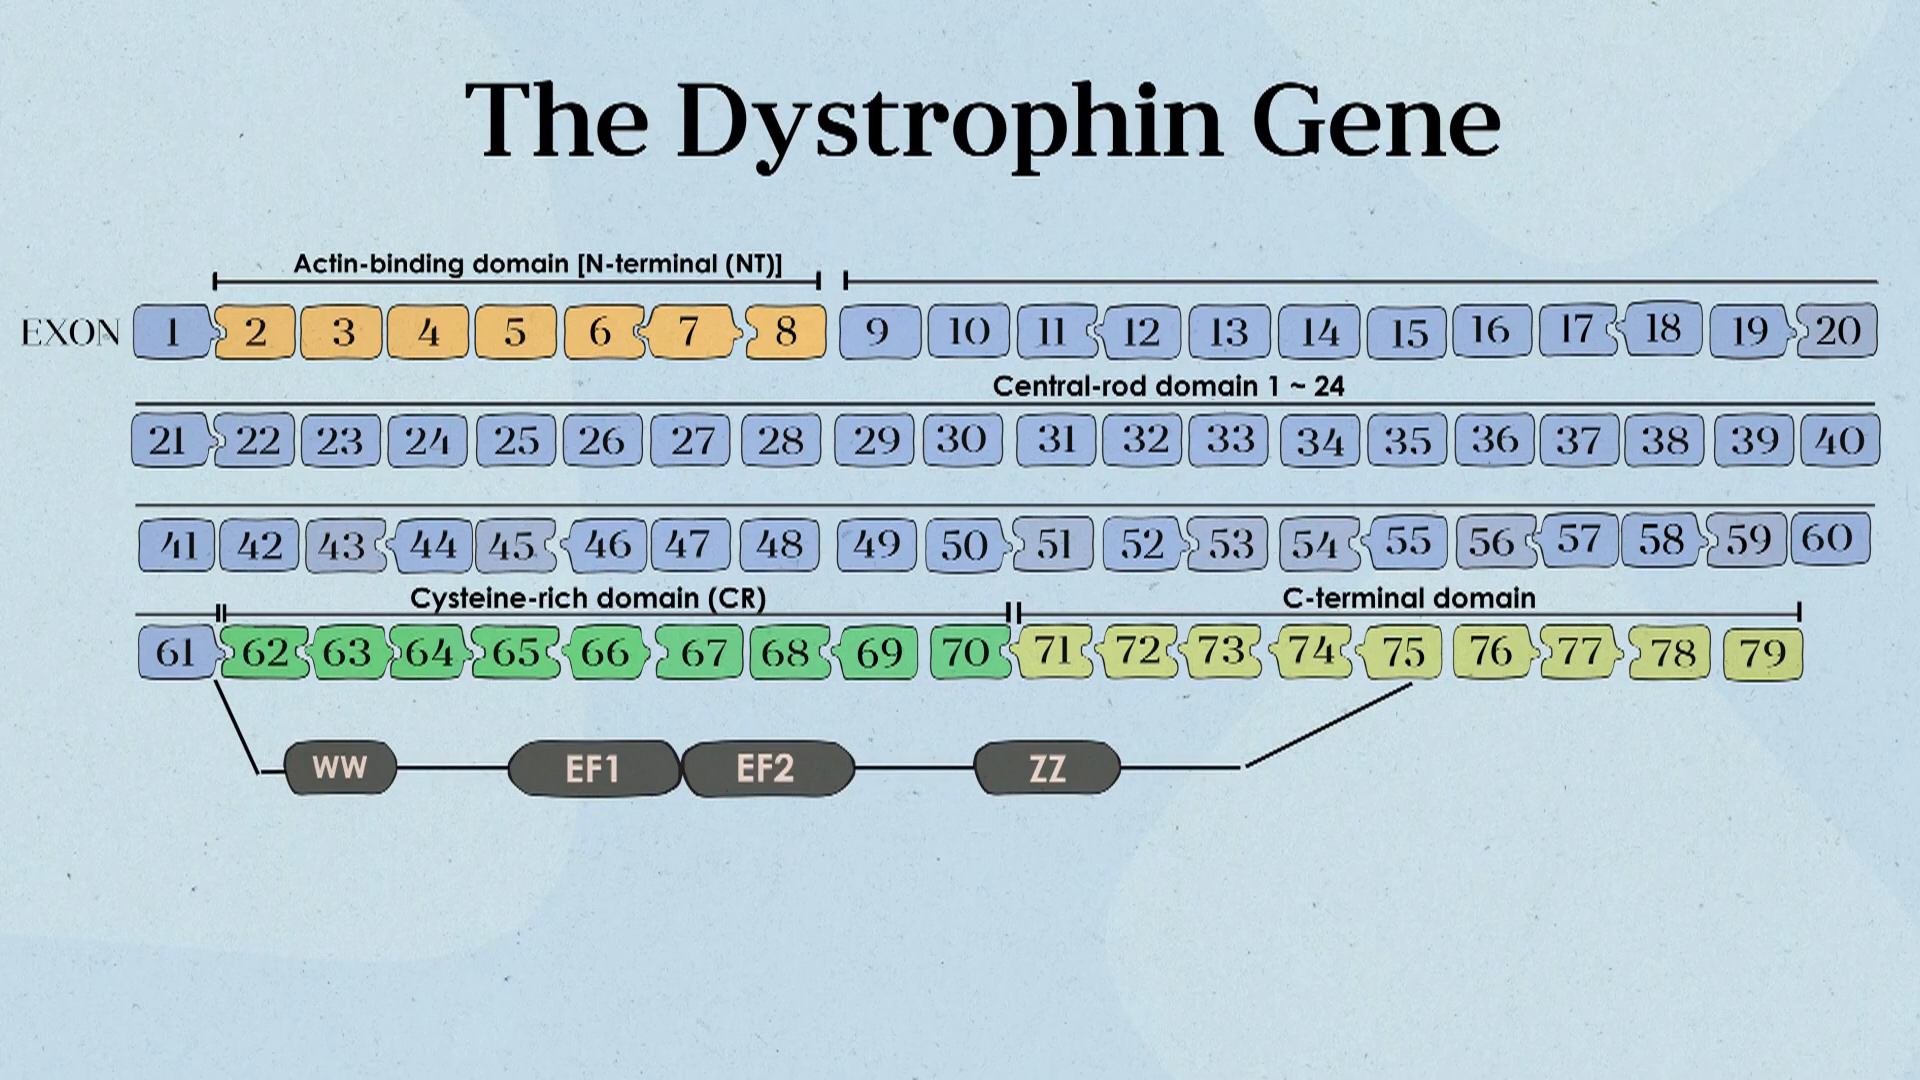 The Dystrophin Gene
Actin-binding domain [N-terminal (NT)]
EXON 1 2 3 4 5 6 7 8 9 10 11 12 13 14 15 16 17 18 19 20
Central-rod domain 1 ~ 24
21 22 23 24 25 26 27 28 29 30 31 32 33 34 35 36 37 38 39 40
41 42 43 44 45 46 47 48 49 50 51 52 53 54 55 56 57 58 59 60
Cysteine-rich domain (CR) C-terminal domain
61 62 63 64 65 66 67 68 69 70 71 72 73 74 75 76 77 78 79
WW EF1 EF2 ZZ